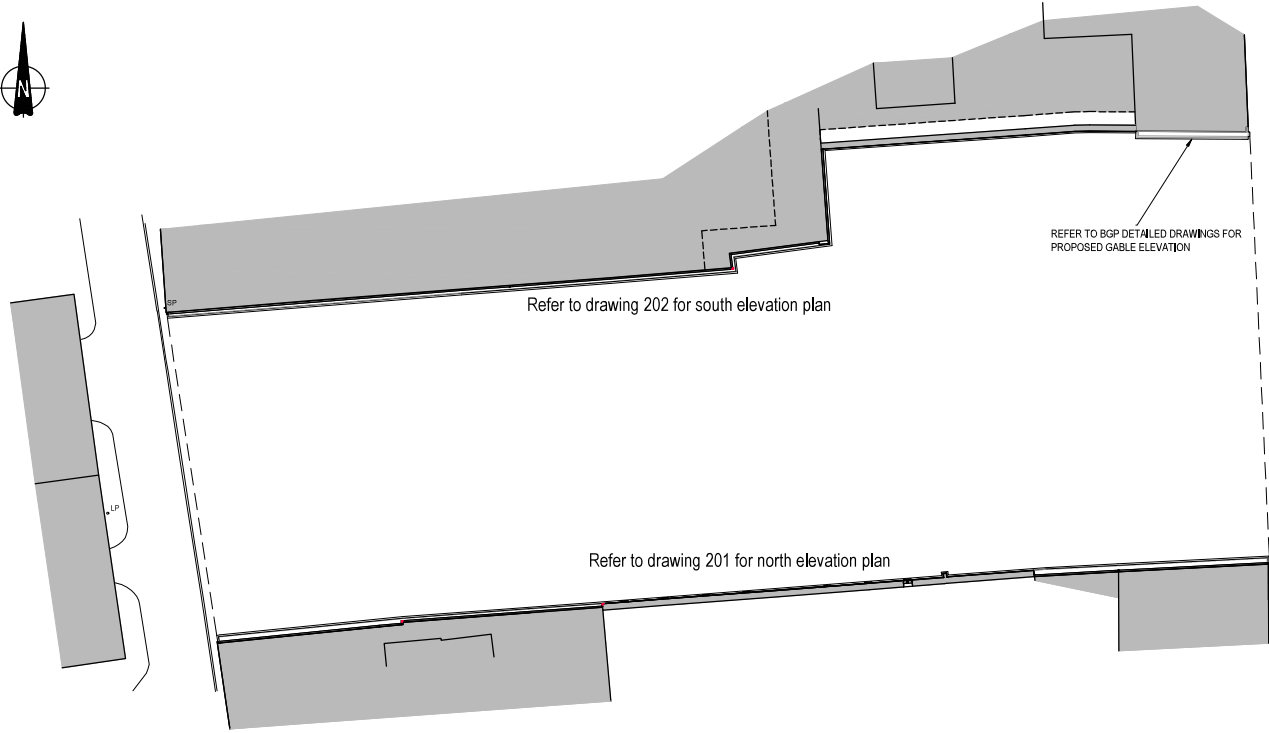 N
REFER TO BGP DETAILED DRAWINGS FOR
PROPOSED GABLE ELEVATION
SP
Refer to drawing 202 for south elevation plan
LP
Refer to drawing 201 for north elevation plan